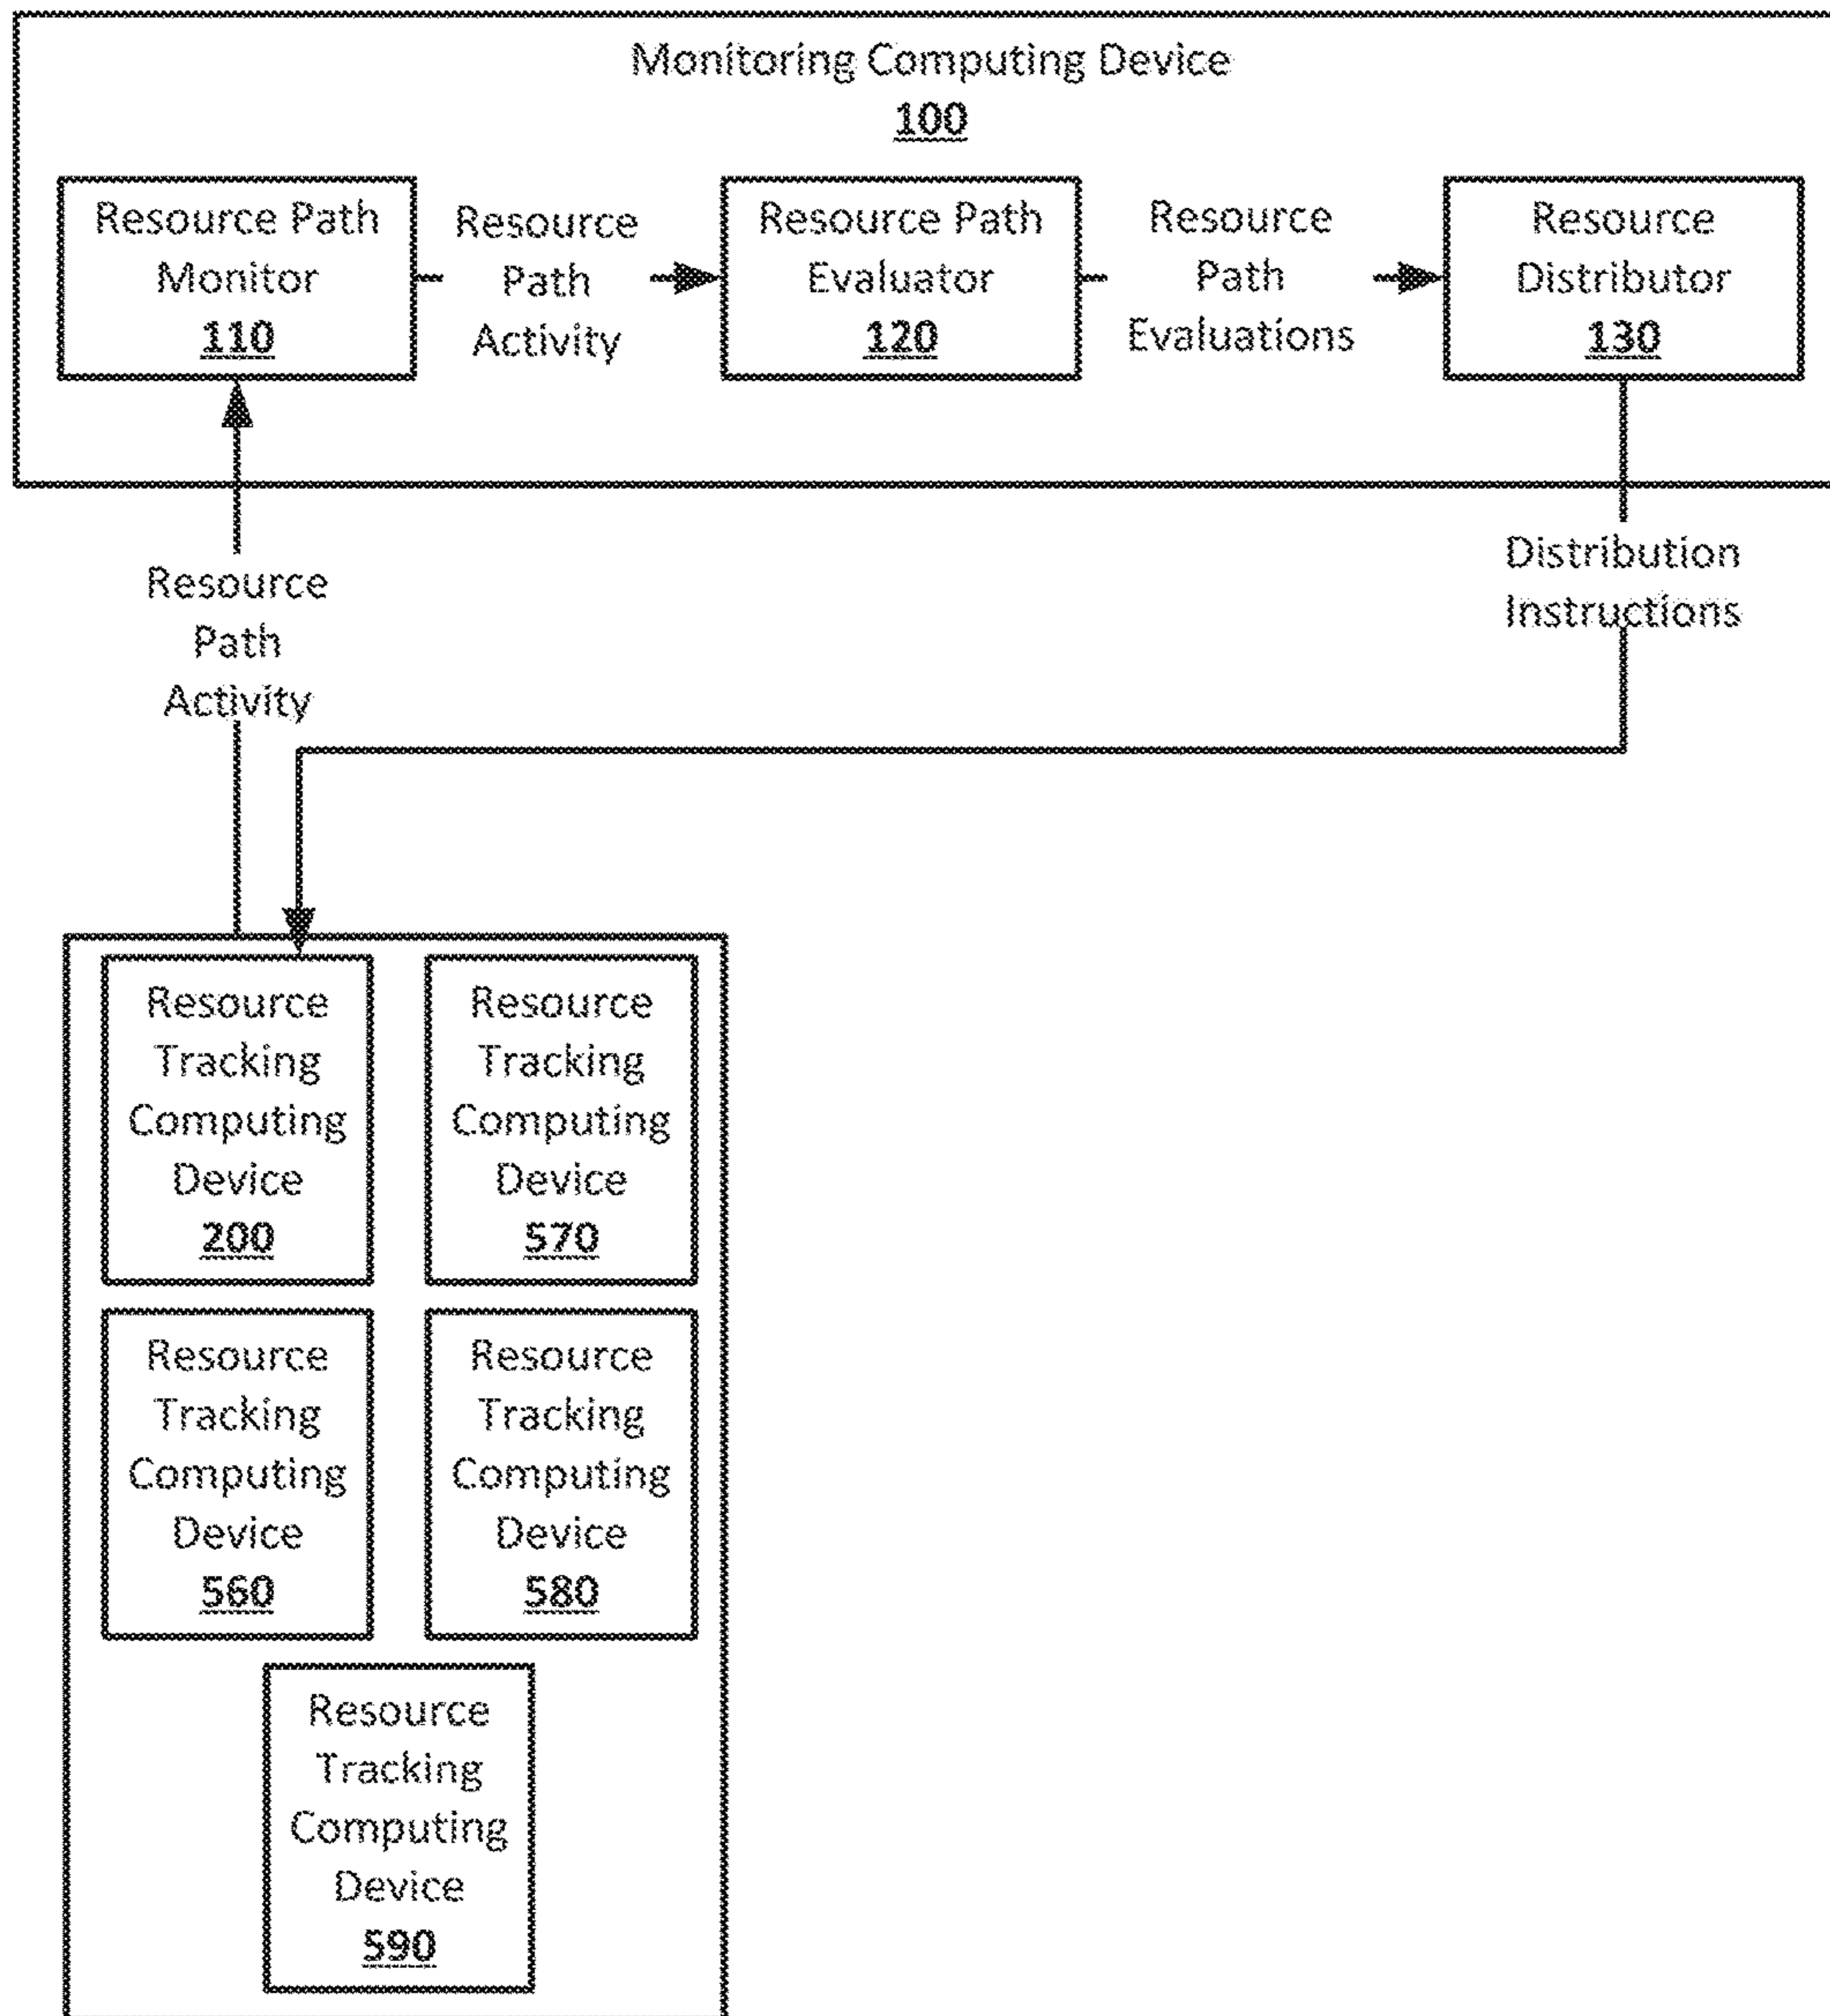 Monitoring Computing Device
100
Resource Path
Monitor
110
Resource
Path
Activity
Resource Path
Evaluator
120
Resource
Path
Evaluations
Resource
Distributor
130
Resource
Path
Activity
Distribution
Instructions
Resource
Tracking
Computing
Device
200
Resource
Tracking
Computing
Device
570
Resource
Tracking
Computing
Device
560
Resource
Tracking
Computing
Device
580
Resource
Tracking
Computing
Device
590